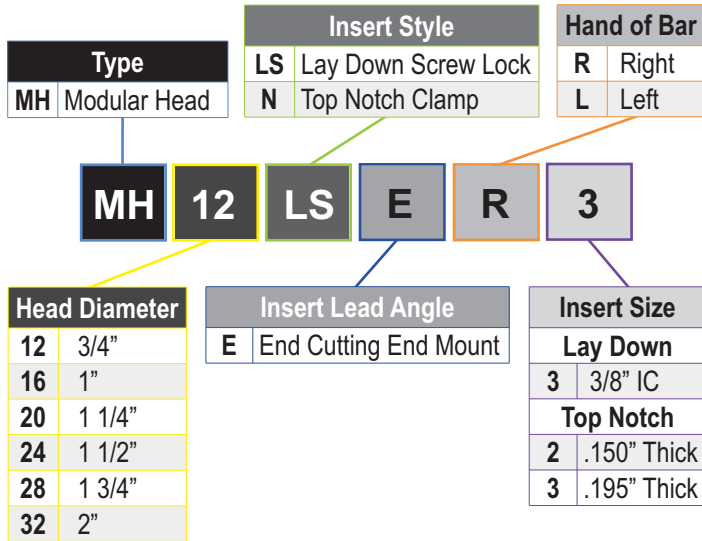 Insert Style
LS Lay Down Screw Lock
N Top Notch Clamp
Hand of Bar
R Right
L Left
Type
MH Modular Head
MH 12 LS E R 3
Head Diameter
12 3/4”
16 1”
20 1 1/4”
24 1 1/2”
28 1 3/4”
32 2”
Insert Lead Angle
E End Cutting End Mount
Insert Size
Lay Down
3 3/8” IC
Top Notch
2 .150” Thick
3 .195” Thick